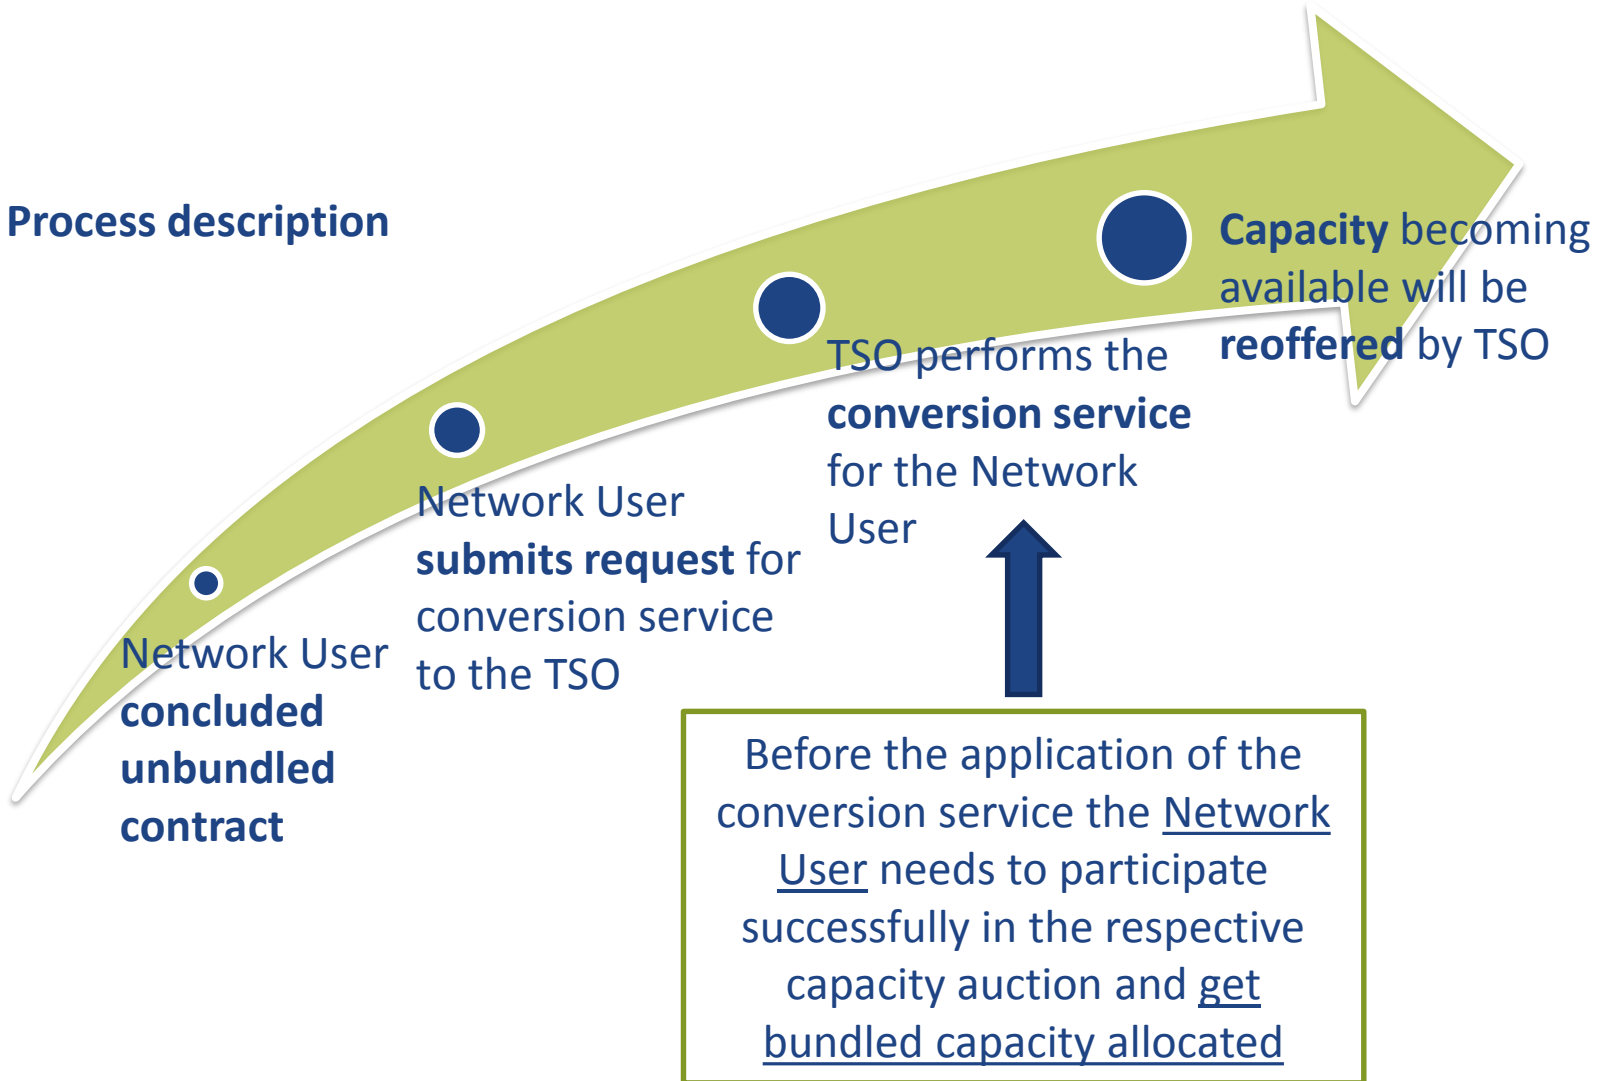 Process description
Network User
concluded
unbundled
contract
Network User
submits request for
conversion service
to the TSO
TSO performs the
conversion service
for the Network
User
Capacity becoming
available will be
reoffered by TSO
Before the application of the
conversion service the Network
User needs to participate
successfully in the respective
capacity auction and get
bundled capacity allocated